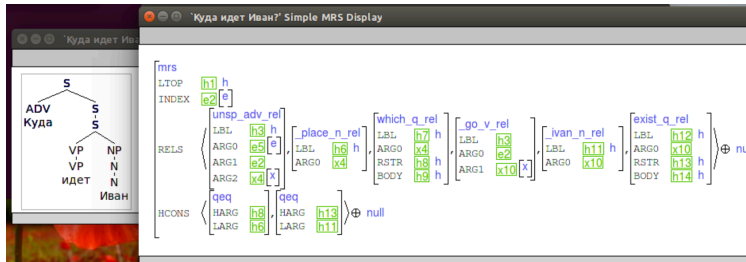 `Куда идет Ива
`Куда идет Иван?' Simple MRS Display
S
ADV S
Куда S
VP NP
VP N
идет N
Иван
mrs
LTOP h1 h
INDEX e2 e
RELS
unsp_adv_rel
LBL h3 h
ARG0 e5 e
ARG1 e2
ARG2 x4 x
_place_n_rel
LBL h6 h
ARG0 x4
which_q_rel
LBL h7 h
ARG0 x4
RSTR h8 h
BODY h9 h
_go_v_rel
LBL h3
ARG0 e2
ARG1 x10 x
_ivan_n_rel
LBL h11 h
ARG0 x10
exist_q_rel
LBL h12 h
ARG0 x10
RSTR h13 h
BODY h14 h
⊕ nu
HCONS
qeq
HARG h8
LARG h6
qeq
HARG h13
LARG h11
⊕ null